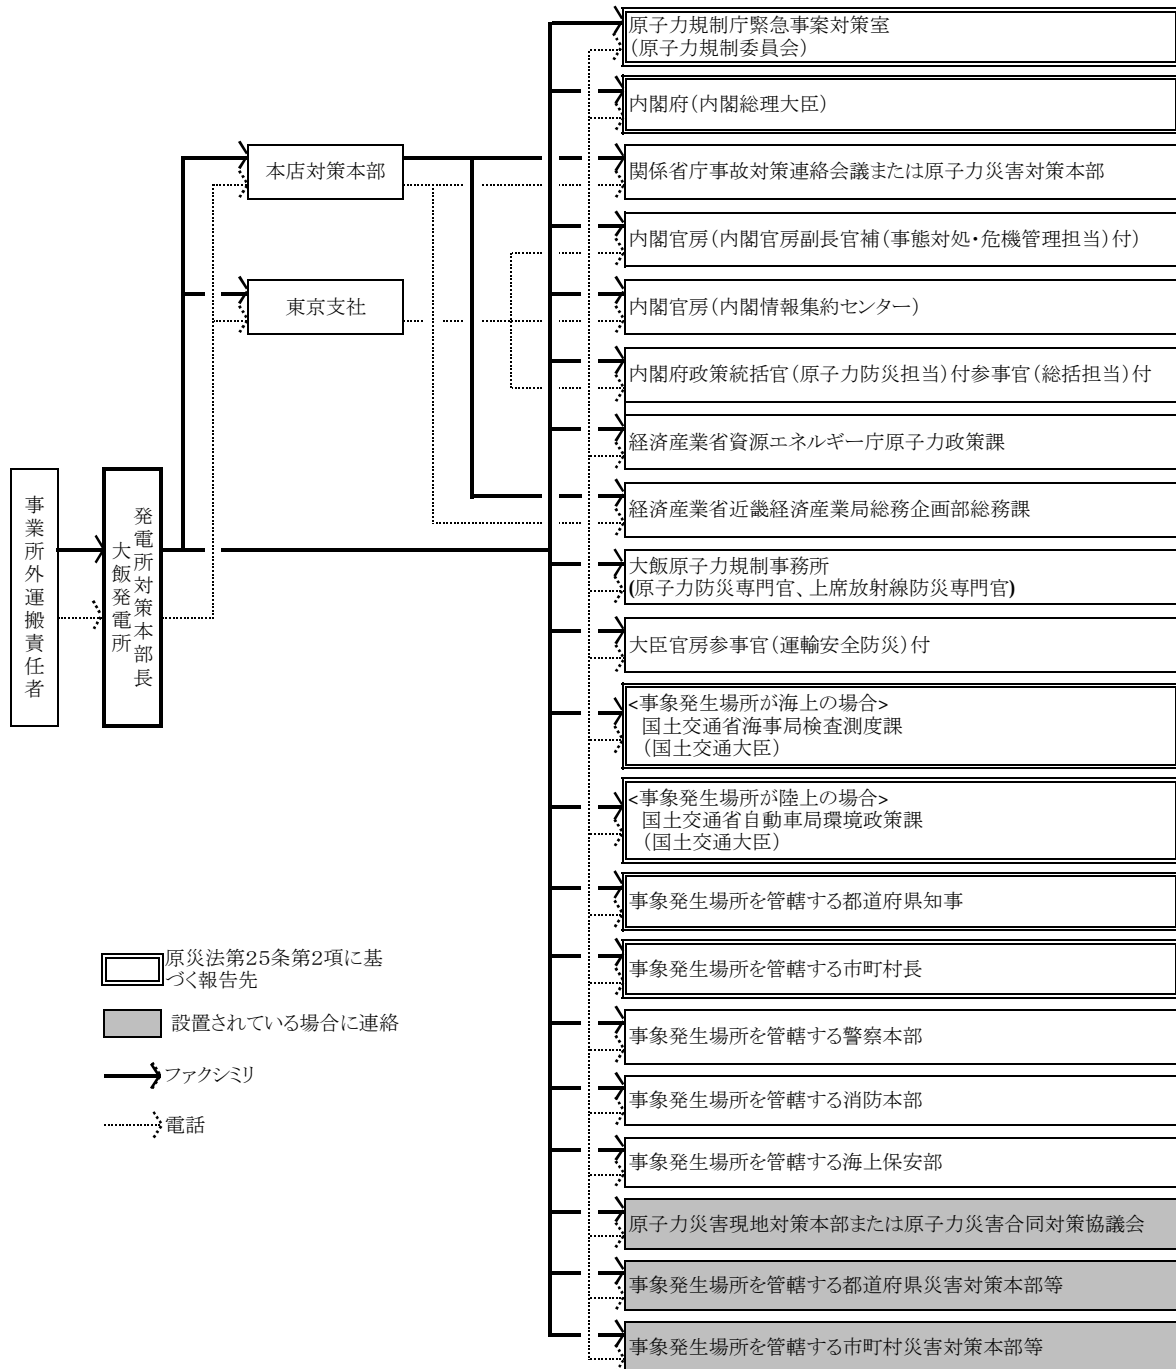 原子力規制庁緊急事案対策室
（原子力規制委員会）
内閣府（内閣総理大臣）
本店対策本部
関係省庁事故対策連絡会議または原子力災害対策本部
内閣官房（内閣官房副長官補（事態対処・危機管理担当）付）
東京支社
内閣官房（内閣情報集約センター）
内閣府政策統括官（原子力防災担当）付参事官（総括担当）付
経済産業省資源エネルギー庁原子力政策課
経済産業省近畿経済産業局総務企画部総務課
事業所外運搬責任者
発電所対策本部長
大飯発電所
大飯原子力規制事務所
(原子力防災専門官、上席放射線防災専門官)
大臣官房参事官（運輸安全防災）付
<事象発生場所が海上の場合>
国土交通省海事局検査測度課
（国土交通大臣）
<事象発生場所が陸上の場合>
国土交通省自動車局環境政策課
（国土交通大臣）
事象発生場所を管轄する都道府県知事
事象発生場所を管轄する市町村長
事象発生場所を管轄する警察本部
事象発生場所を管轄する消防本部
事象発生場所を管轄する海上保安部
原子力災害現地対策本部または原子力災害合同対策協議会
事象発生場所を管轄する都道府県災害対策本部等
事象発生場所を管轄する市町村災害対策本部等
原災法第25条第2項に基
づく報告先
設置されている場合に連絡
ファクシミリ
電話